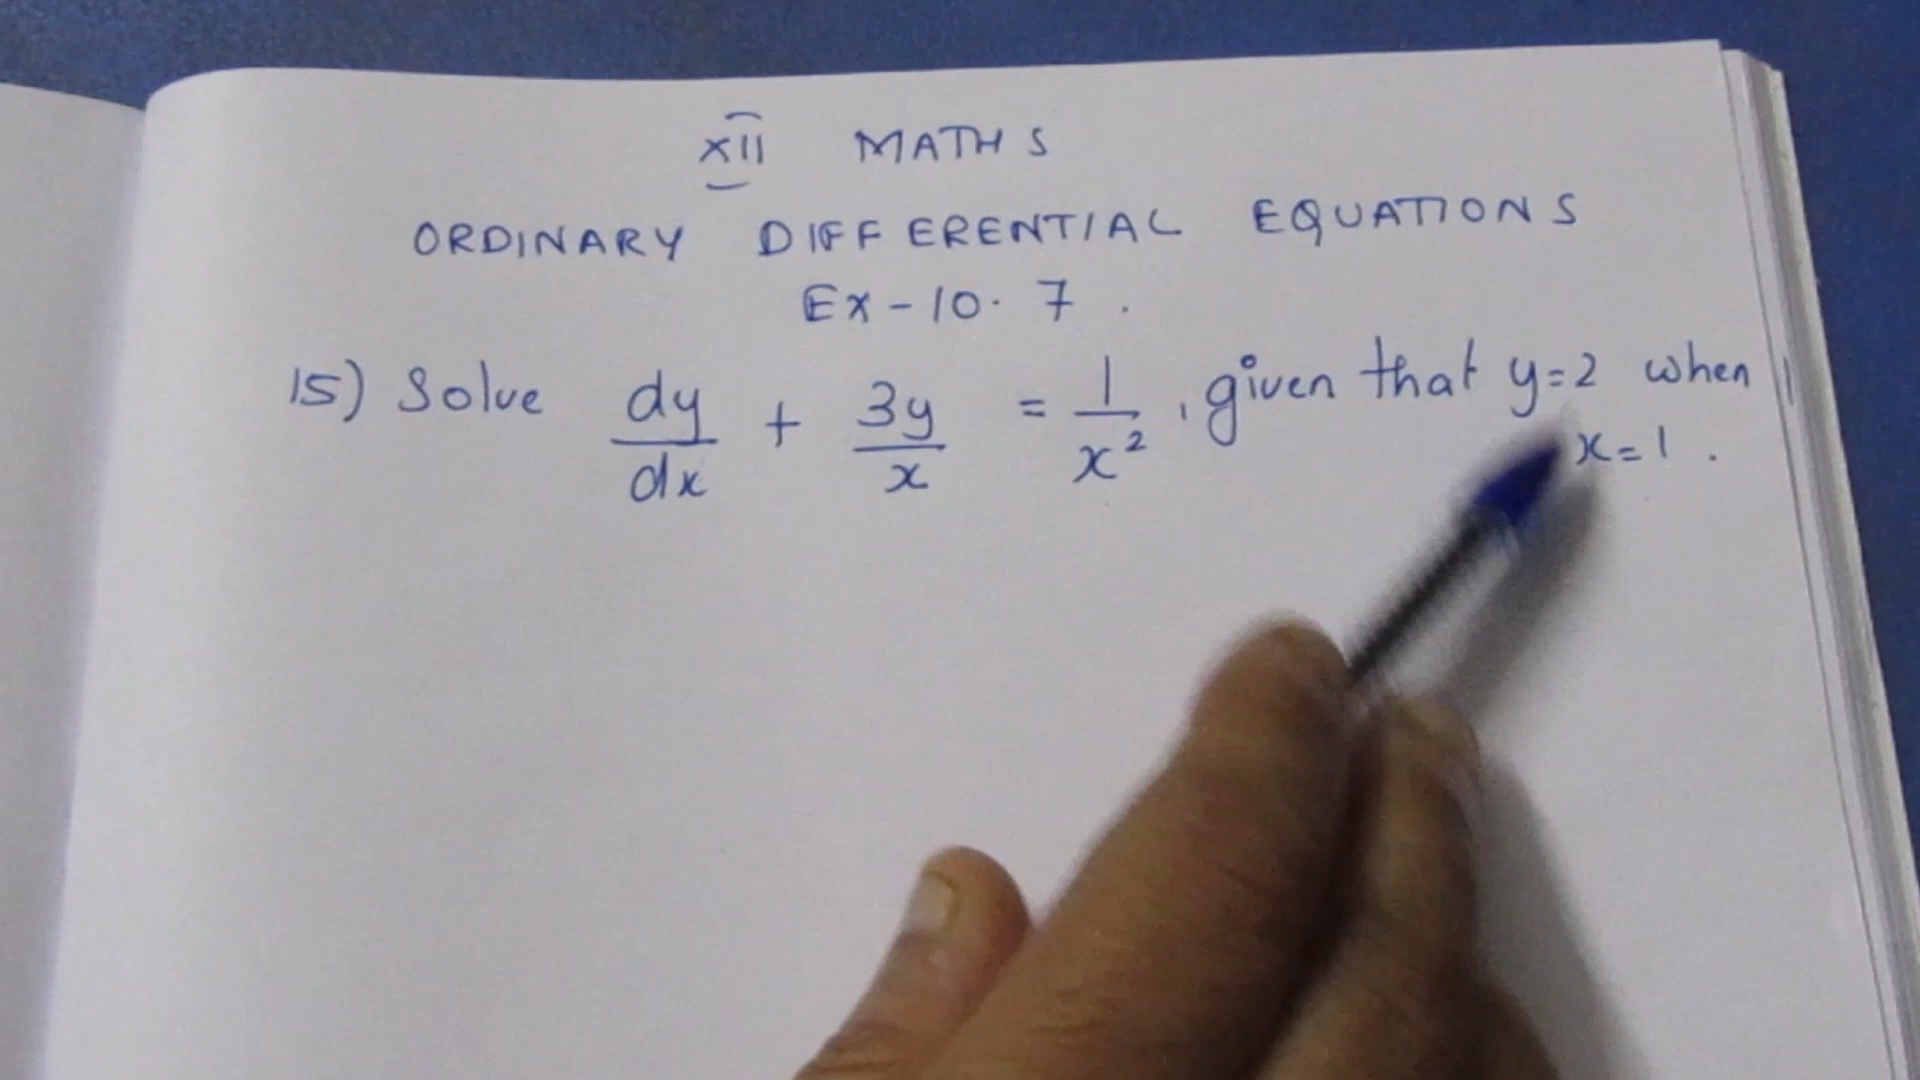 XII MATHS
ORDINARY DIFFERENTIAL EQUATIONS
Ex-10.7.
15) Solve dy/dx + 3y/x = 1/x², given that y=2 when
x=1.